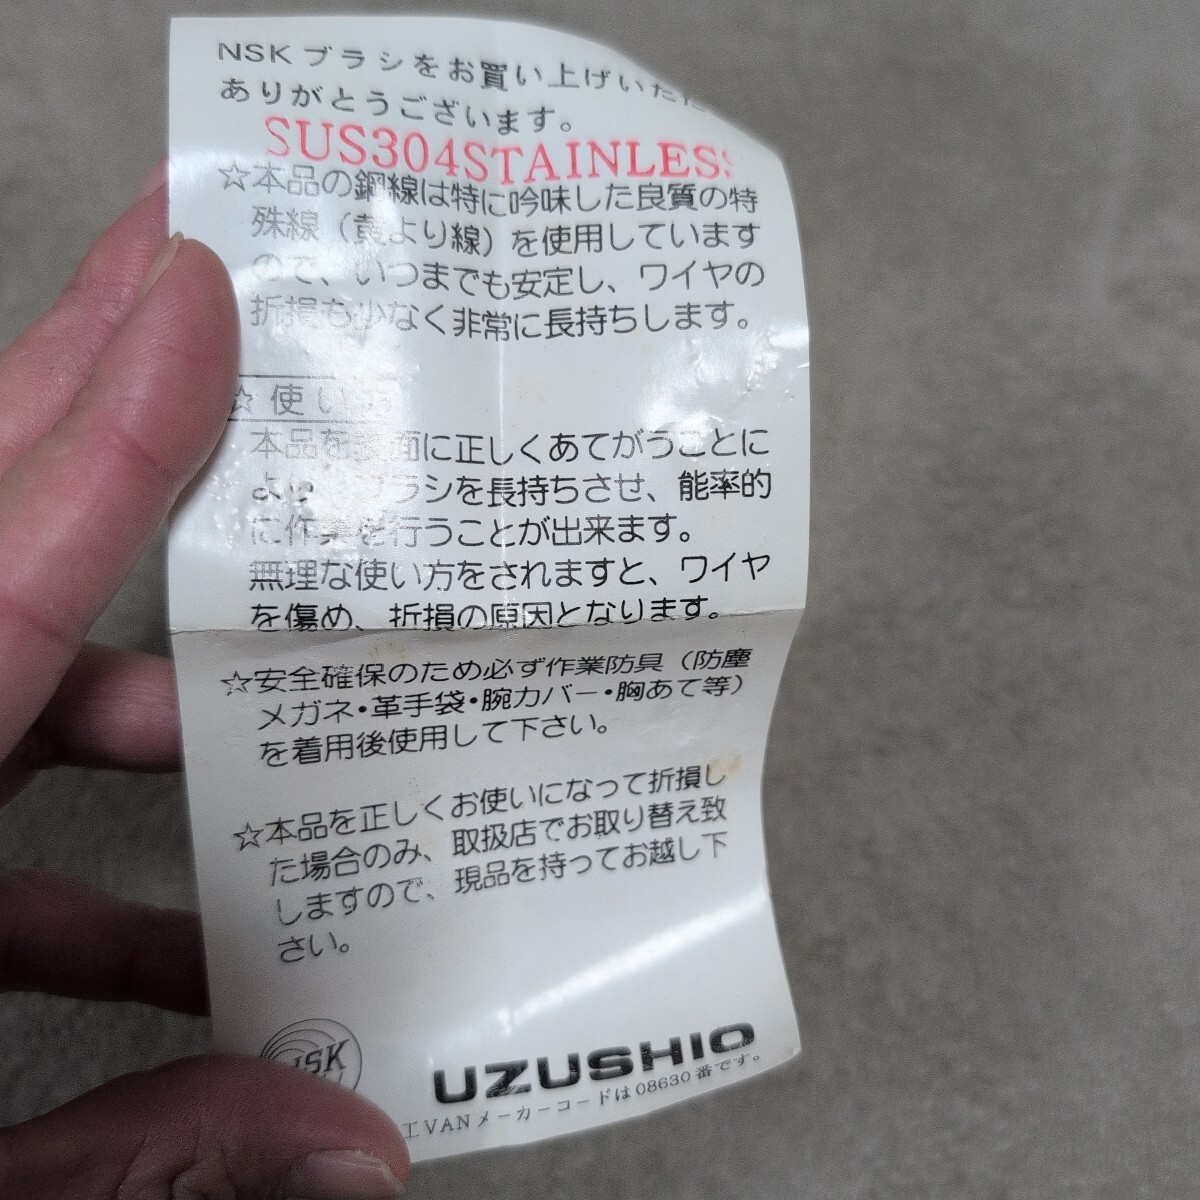 NSKブラシをお買い上げいただ
ありがとうございます。
SUS304STAINLESS
☆本品の鋼線は特に吟味した良質の特
殊線（黄より線）を使用しています
ので、いつまでも安定し、ワイヤの
折損も少なく非常に長持ちします。
☆使い方
本品を表面に正しくあてがうことに
より、ブラシを長持ちさせ、能率的
に作業を行うことが出来ます。
無理な使い方をされますと、ワイヤ
を傷め、折損の原因となります。
☆安全確保のため必ず作業防具（防塵
メガネ・革手袋・腕カバー・胸あて等）
を着用後使用して下さい。
☆本品を正しくお使いになって折損し
た場合のみ、取扱店でお取り替え致
しますので、現品を持ってお越し下
さい。
NSK
UZUSHIO
工VANメーカーコードは08630番です。